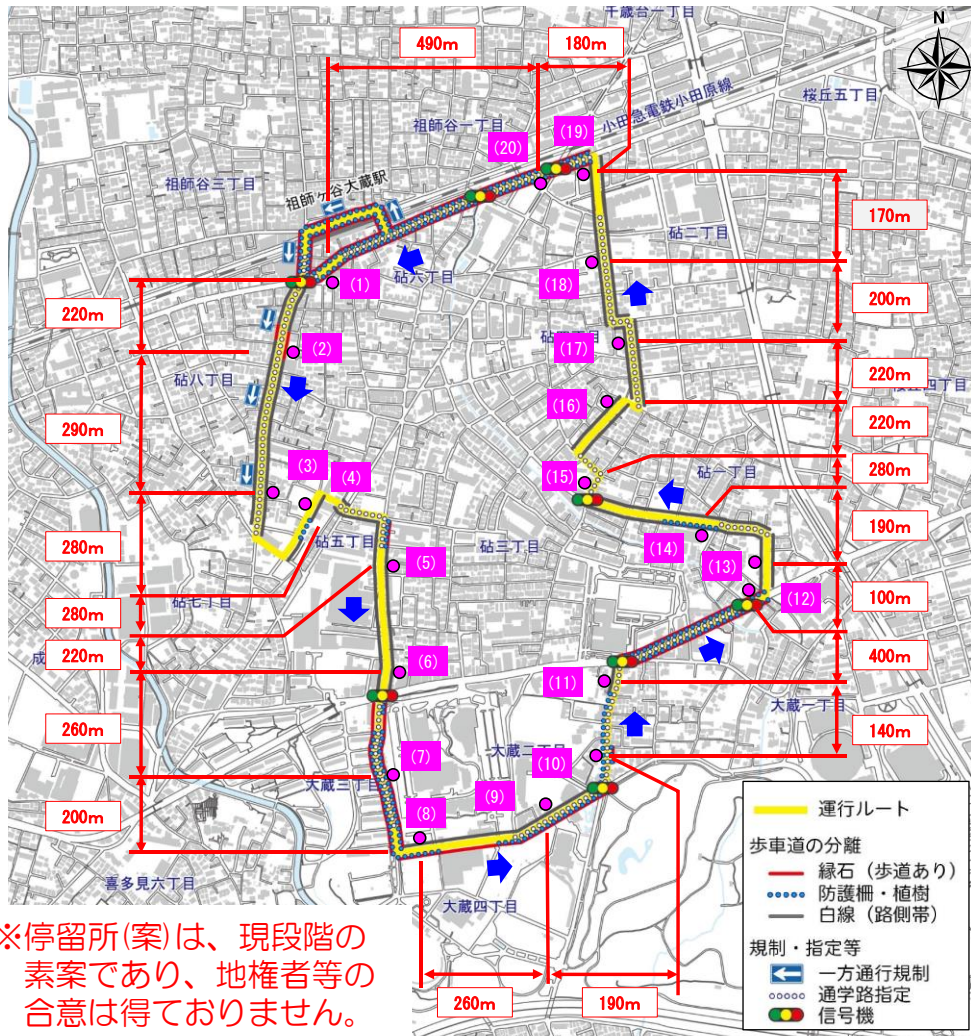 千歳台一丁目
490m
180m
N
桜丘五丁目
小田急電鉄小田原線
祖師谷一丁目
(19)
(20)
祖師谷三丁目
祖師ヶ谷大蔵駅
170m
砧二丁目
砧六丁目
(1)
(18)
200m
220m
(2)
(17)
220m
砧八丁目
(16)
220m
290m
(3)
(4)
(15)
砧一丁目
280m
190m
砧五丁目
砧三丁目
(14)
(5)
(13)
280m
100m
(12)
砧七丁目
280m
220m
400m
(6)
(11)
大蔵一丁目
260m
140m
大蔵二丁目
(10)
(7)
大蔵三丁目
(9)
200m
(8)
喜多見六丁目
大蔵四丁目
260m
190m
運行ルート
歩車道の分離
縁石（歩道あり）
防護柵・植樹
白線（路側帯）
規制・指定等
一方通行規制
通学路指定
信号機
※停留所(案)は、現段階の
素案であり、地権者等の
合意は得ておりません。